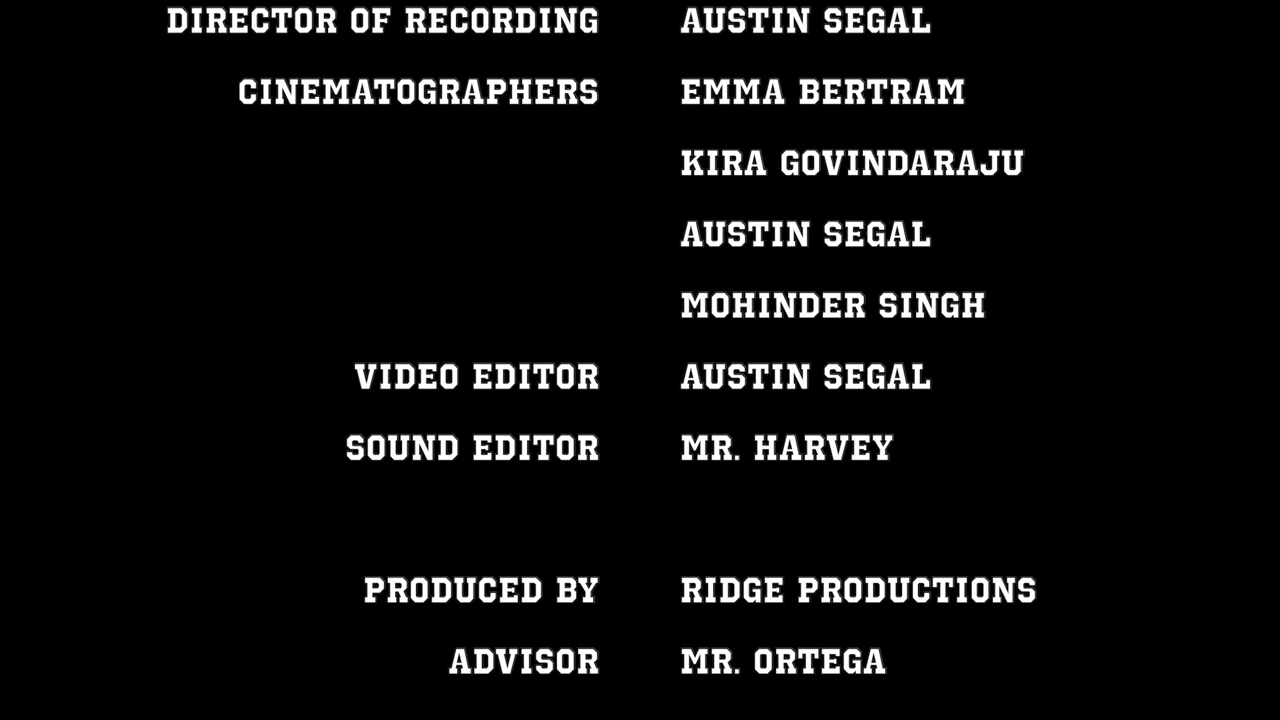 DIRECTOR OF RECORDING AUSTIN SEGAL
CINEMATOGRAPHERS EMMA BERTRAM
KIRA GOVINDARAJU
AUSTIN SEGAL
MOHINDER SINGH
VIDEO EDITOR AUSTIN SEGAL
SOUND EDITOR MR. HARVEY
PRODUCED BY RIDGE PRODUCTIONS
ADVISOR MR. ORTEGA